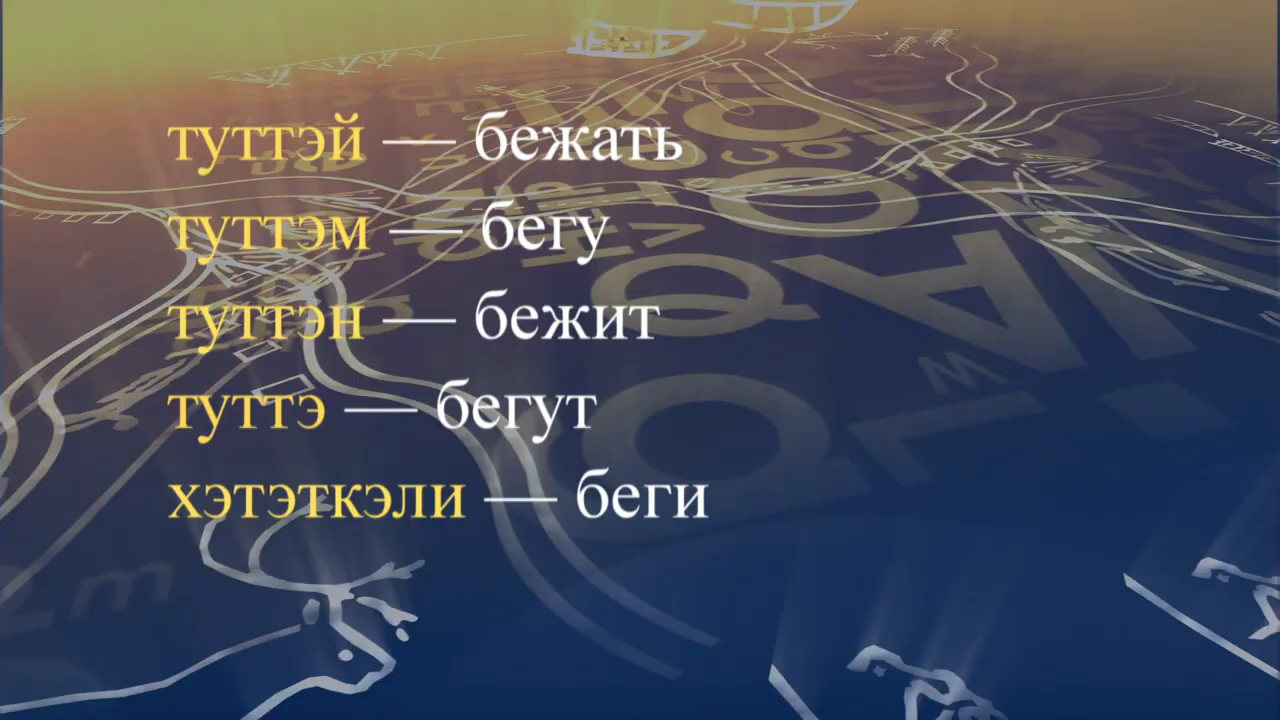 туттэй — бежать
туттэм — бегу
туттэн — бежит
туттэ — бегут
хэтэткэли — беги